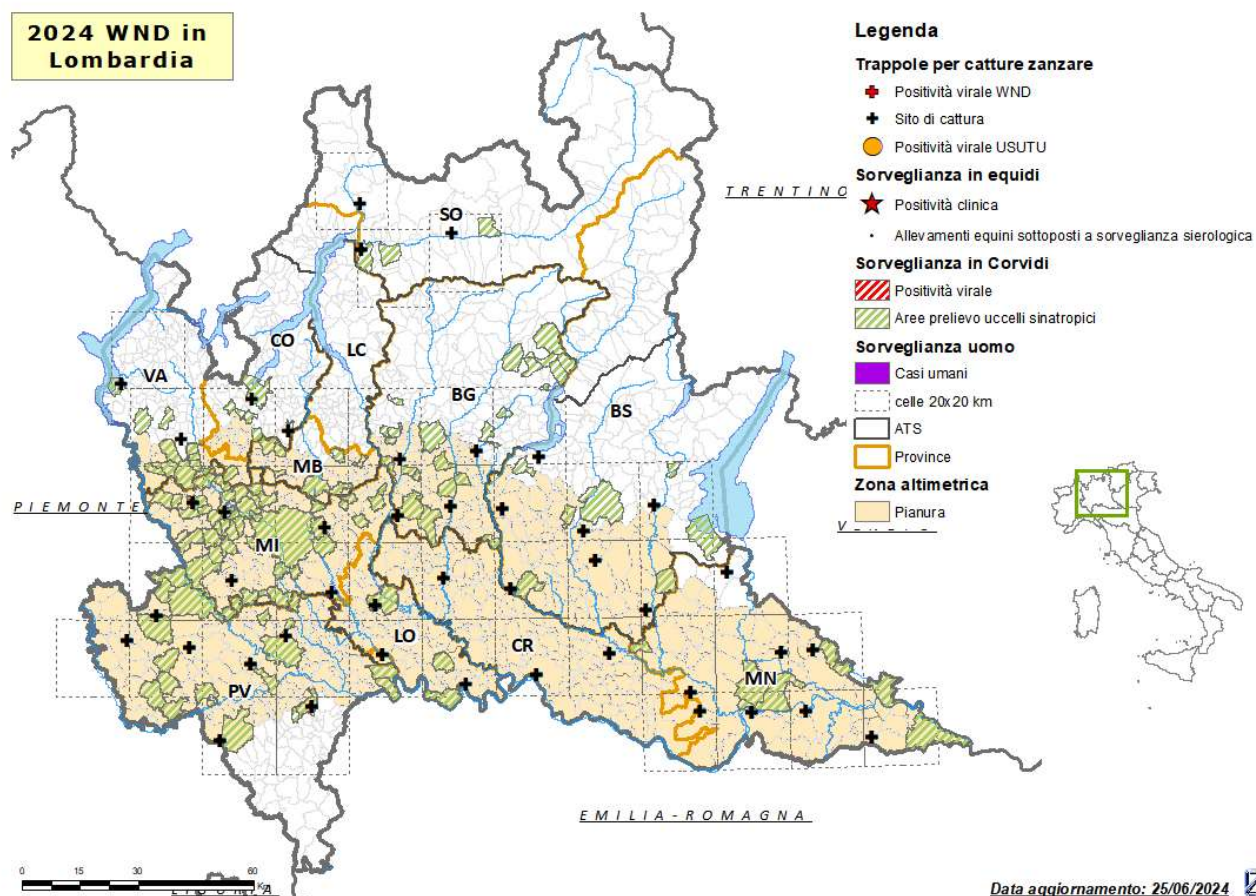 2024 WND in
Lombardia
Legenda
Trappole per catture zanzare
Positività virale WND
Sito di cattura
Positività virale USUTU
Sorveglianza in equidi
Positività clinica
Allevamenti equini sottoposti a sorveglianza sierologica
Sorveglianza in Corvidi
Positività virale
Aree prelievo uccelli sinatropici
Sorveglianza uomo
Casi umani
celle 20x20 km
ATS
Province
Zona altimetrica
Pianura
TRENTINO
SO
CO
LC
VA
BG
BS
MB
PIEMONTE
MI
LO
CR
MN
PV
EMILIA-ROMAGNA
0 15 30 60
Km
Data aggiornamento: 25/06/2024